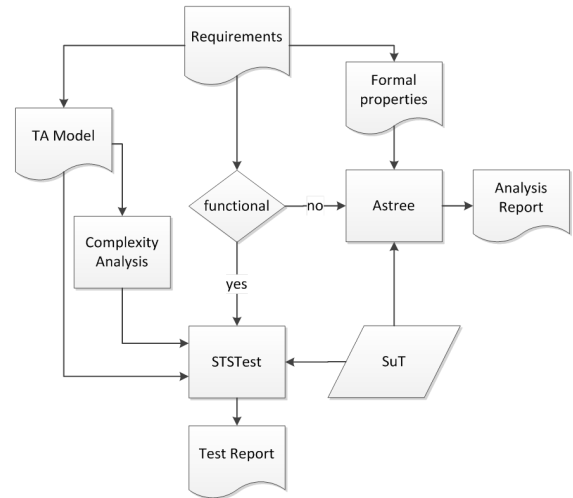 Requirements
Formal
properties
TA Model
functional
no
Astree
Analysis
Report
Complexity
Analysis
yes
STSTest
SuT
Test Report